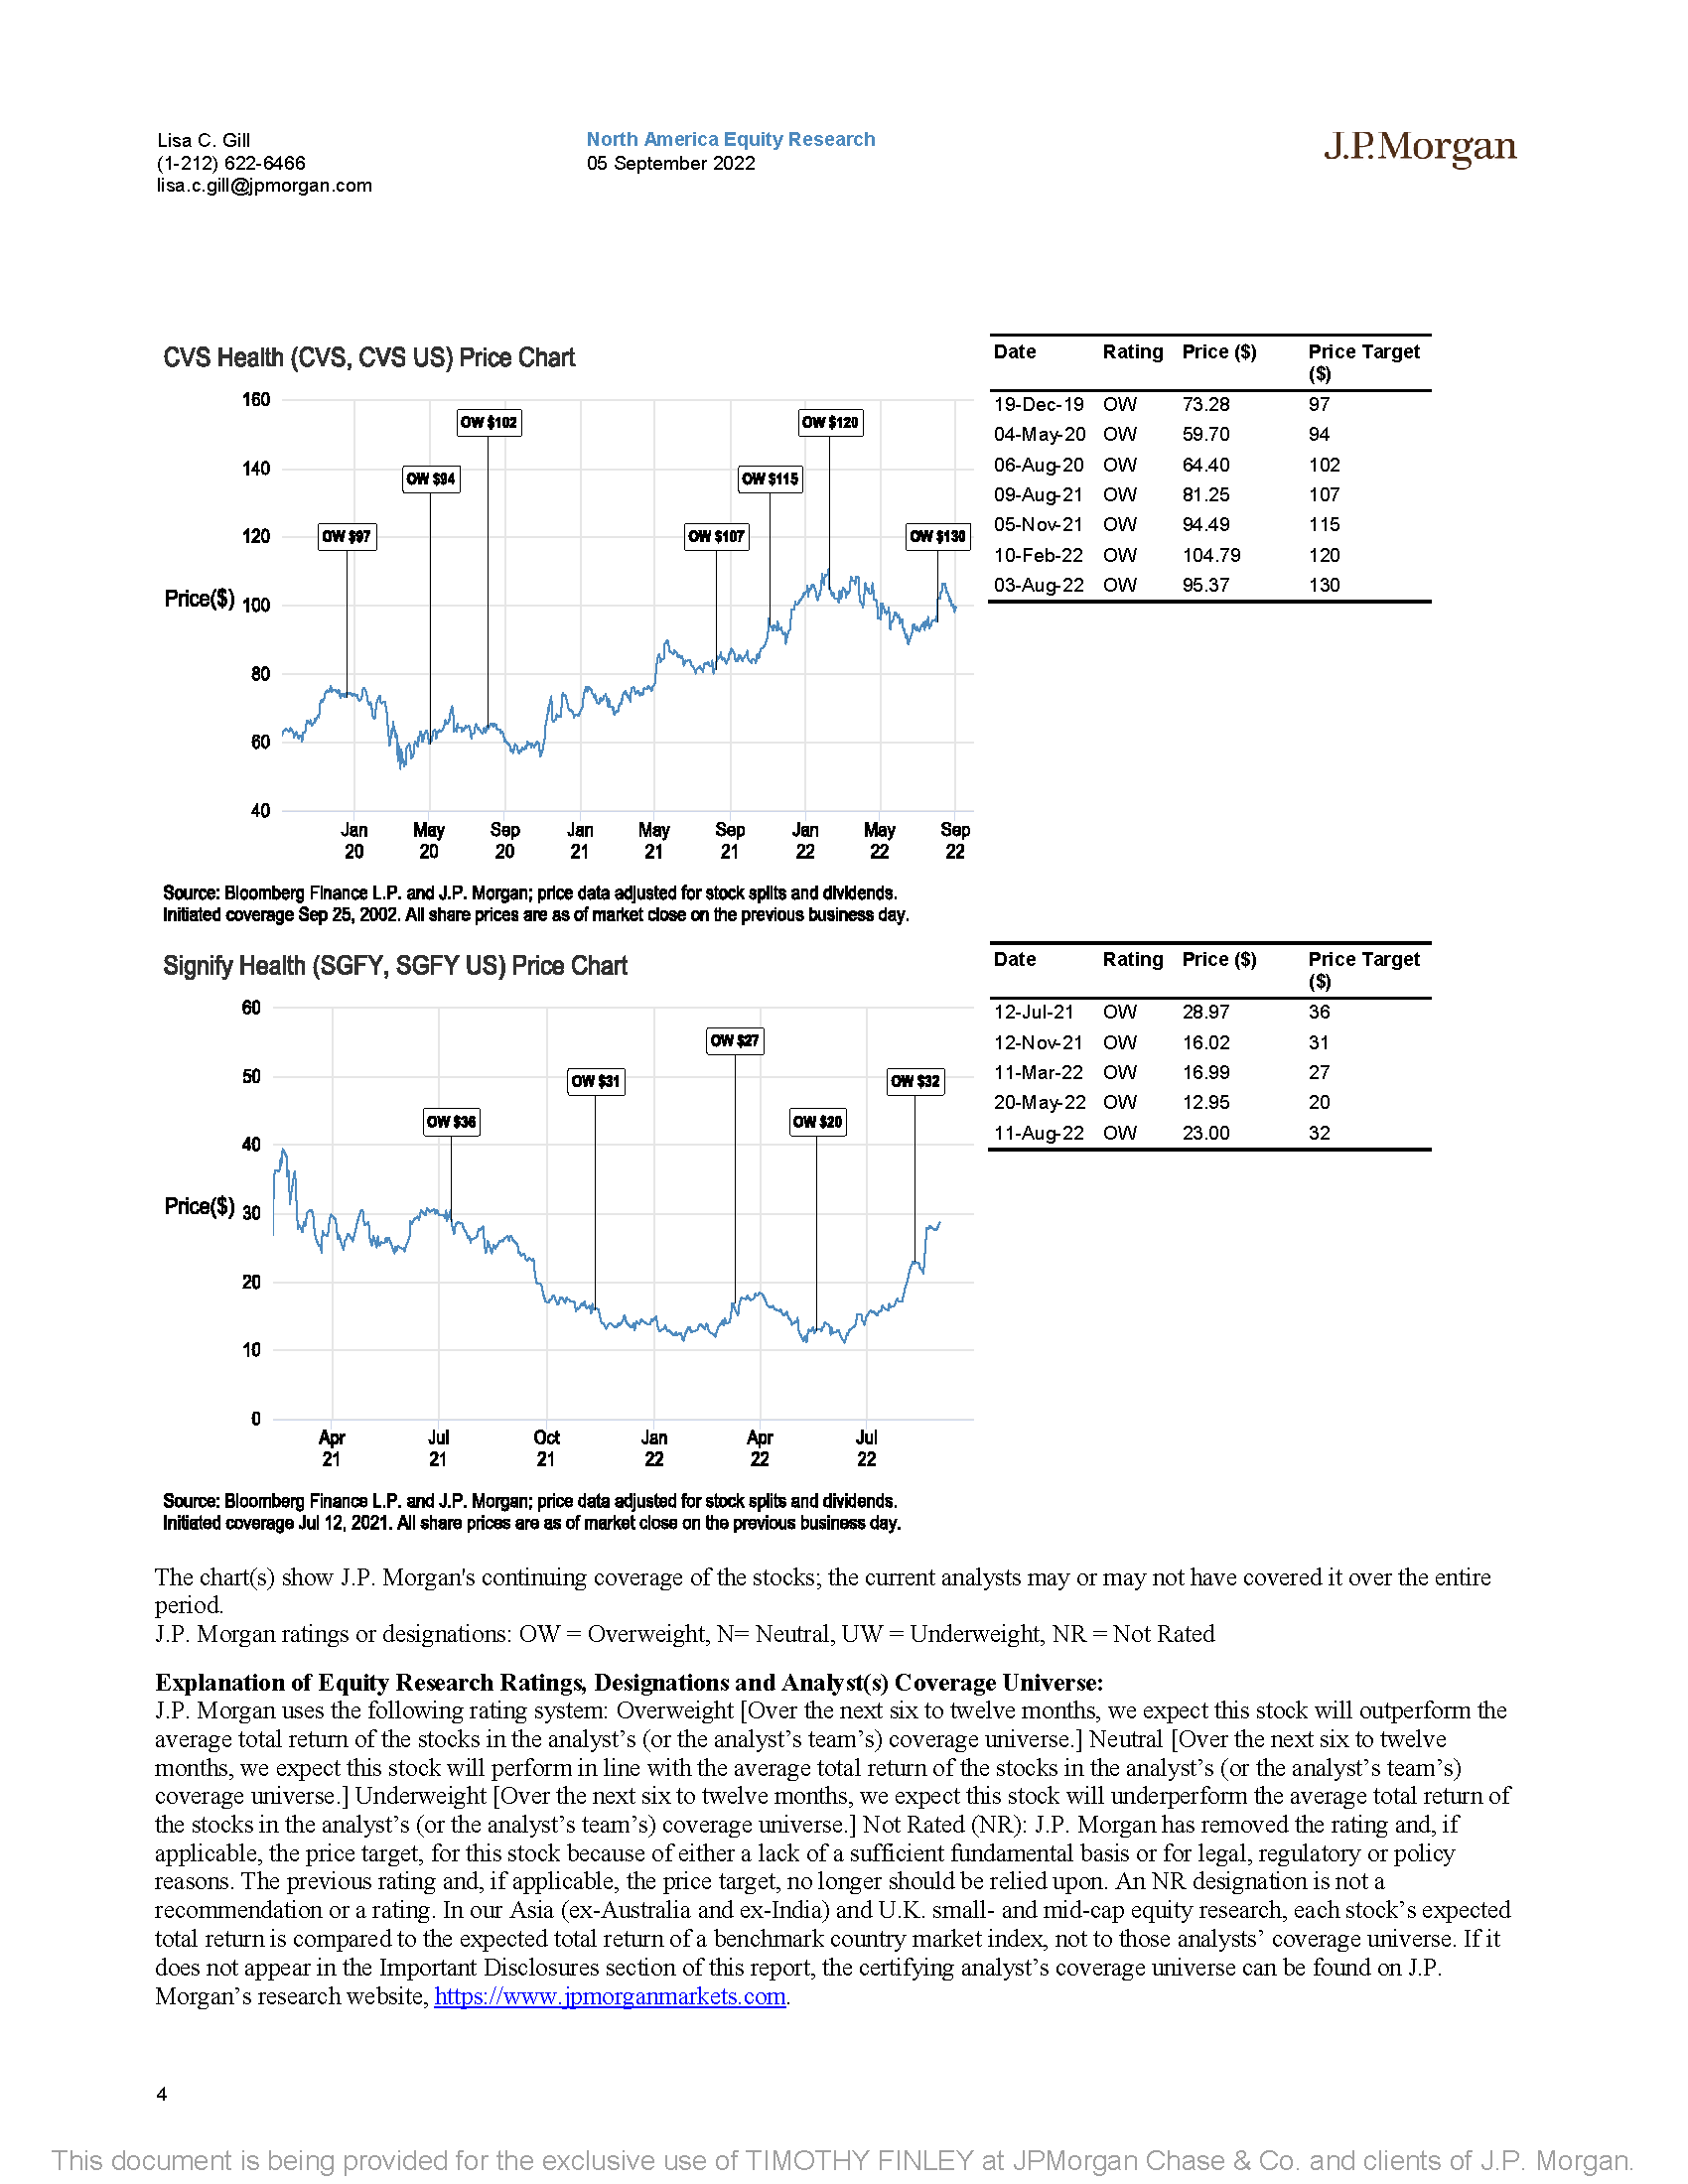 Lisa C. Gill
(1-212) 622-6466
lisa.c.gill@jpmorgan.com
North America Equity Research
05 September 2022
J.P.Morgan
CVS Health (CVS, CVS US) Price Chart
160
140
120
100
80
60
40
Price($)
OW $97
OW $94
OW $102
OW $107
OW $115
OW $120
OW $130
Jan 20
May 20
Sep 20
Jan 21
May 21
Sep 21
Jan 22
May 22
Sep 22
Source: Bloomberg Finance L.P. and J.P. Morgan; price data adjusted for stock splits and dividends.
Initiated coverage Sep 25, 2002. All share prices are as of market close on the previous business day.
Date Rating Price ($) Price Target ($)
19-Dec-19 OW 73.28 97
04-May-20 OW 59.70 94
06-Aug-20 OW 64.40 102
09-Aug-21 OW 81.25 107
05-Nov-21 OW 94.49 115
10-Feb-22 OW 104.79 120
03-Aug-22 OW 95.37 130
Signify Health (SGFY, SGFY US) Price Chart
60
50
40
30
20
10
0
Price($)
OW $36
OW $31
OW $27
OW $20
OW $32
Apr 21
Jul 21
Oct 21
Jan 22
Apr 22
Jul 22
Source: Bloomberg Finance L.P. and J.P. Morgan; price data adjusted for stock splits and dividends.
Initiated coverage Jul 12, 2021. All share prices are as of market close on the previous business day.
Date Rating Price ($) Price Target ($)
12-Jul-21 OW 28.97 36
12-Nov-21 OW 16.02 31
11-Mar-22 OW 16.99 27
20-May-22 OW 12.95 20
11-Aug-22 OW 23.00 32
The chart(s) show J.P. Morgan's continuing coverage of the stocks; the current analysts may or may not have covered it over the entire
period.
J.P. Morgan ratings or designations: OW = Overweight, N= Neutral, UW = Underweight, NR = Not Rated
Explanation of Equity Research Ratings, Designations and Analyst(s) Coverage Universe:
J.P. Morgan uses the following rating system: Overweight [Over the next six to twelve months, we expect this stock will outperform the
average total return of the stocks in the analyst’s (or the analyst’s team’s) coverage universe.] Neutral [Over the next six to twelve
months, we expect this stock will perform in line with the average total return of the stocks in the analyst’s (or the analyst’s team’s)
coverage universe.] Underweight [Over the next six to twelve months, we expect this stock will underperform the average total return of
the stocks in the analyst’s (or the analyst’s team’s) coverage universe.] Not Rated (NR): J.P. Morgan has removed the rating and, if
applicable, the price target, for this stock because of either a lack of a sufficient fundamental basis or for legal, regulatory or policy
reasons. The previous rating and, if applicable, the price target, no longer should be relied upon. An NR designation is not a
recommendation or a rating. In our Asia (ex-Australia and ex-India) and U.K. small- and mid-cap equity research, each stock’s expected
total return is compared to the expected total return of a benchmark country market index, not to those analysts’ coverage universe. If it
does not appear in the Important Disclosures section of this report, the certifying analyst’s coverage universe can be found on J.P.
Morgan’s research website, https://www.jpmorganmarkets.com.
4
This document is being provided for the exclusive use of TIMOTHY FINLEY at JPMorgan Chase & Co. and clients of J.P. Morgan.